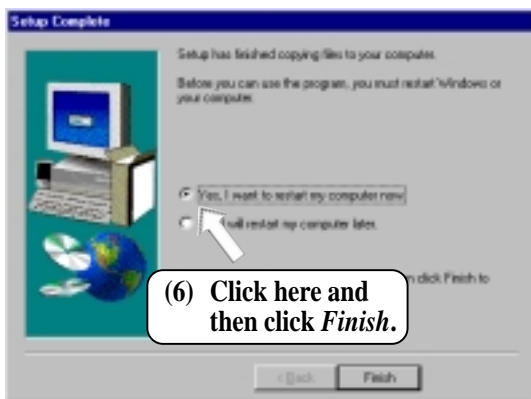 Setup Complete
Setup has finished copying files to your computer.
Before you can use the program, you must restart Windows or
your computer.
Yes, I want to restart my computer now.
I will restart my computer later.
(6) Click here and
then click Finish.
click Finish to
< Back
Finish